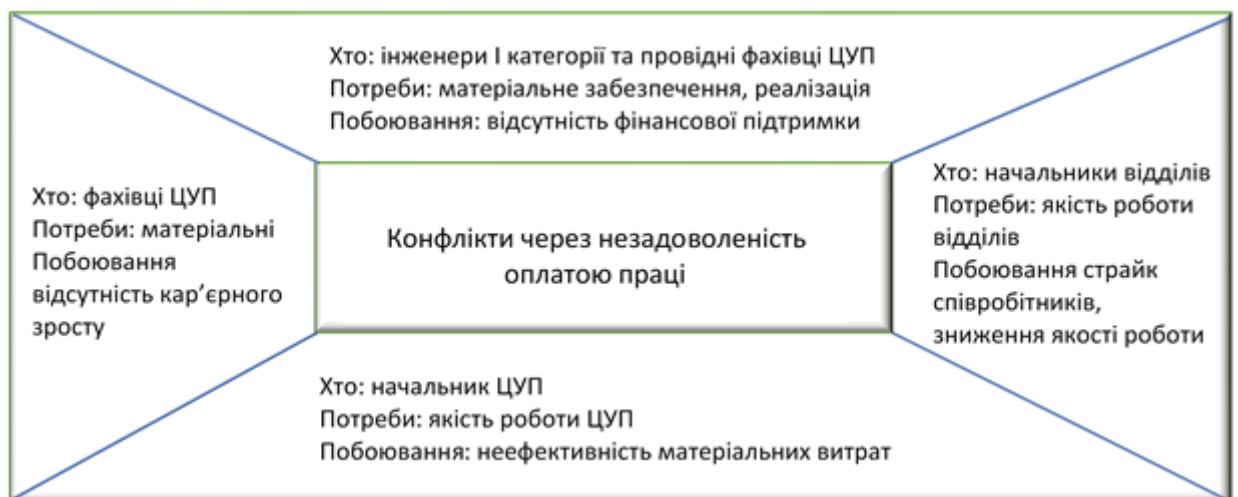 Хто: інженери І категорії та провідні фахівці ЦУП
Потреби: матеріальне забезпечення, реалізація
Побоювання: відсутність фінансової підтримки
Хто: фахівці ЦУП
Потреби: матеріальні
Побоювання
відсутність кар’єрного
зросту
Конфлікти через незадоволеність
оплатою праці
Хто: начальники відділів
Потреби: якість роботи
відділів
Побоювання страйк
співробітників,
зниження якості роботи
Хто: начальник ЦУП
Потреби: якість роботи ЦУП
Побоювання: неефективність матеріальних витрат